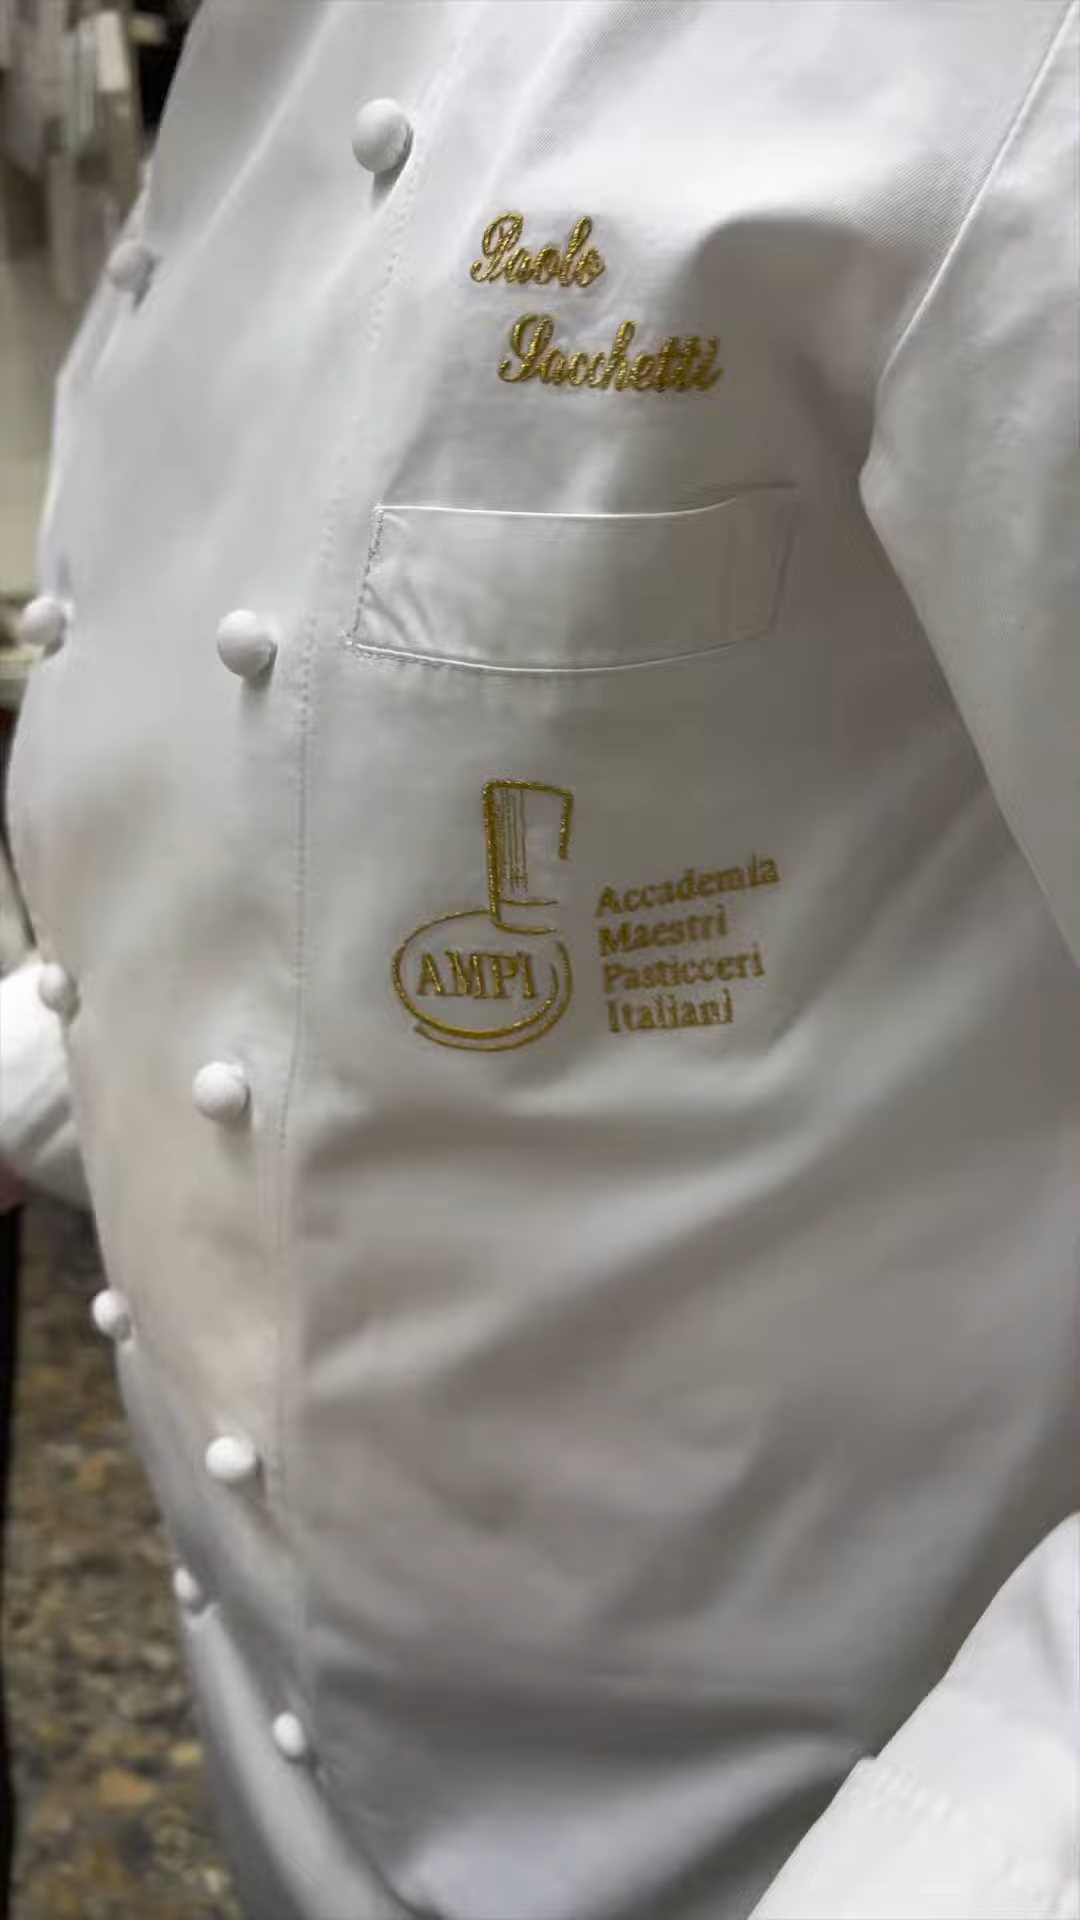 Paolo
Sacchetti
AMPI
Accademia
Maestri
Pasticceri
Italiani